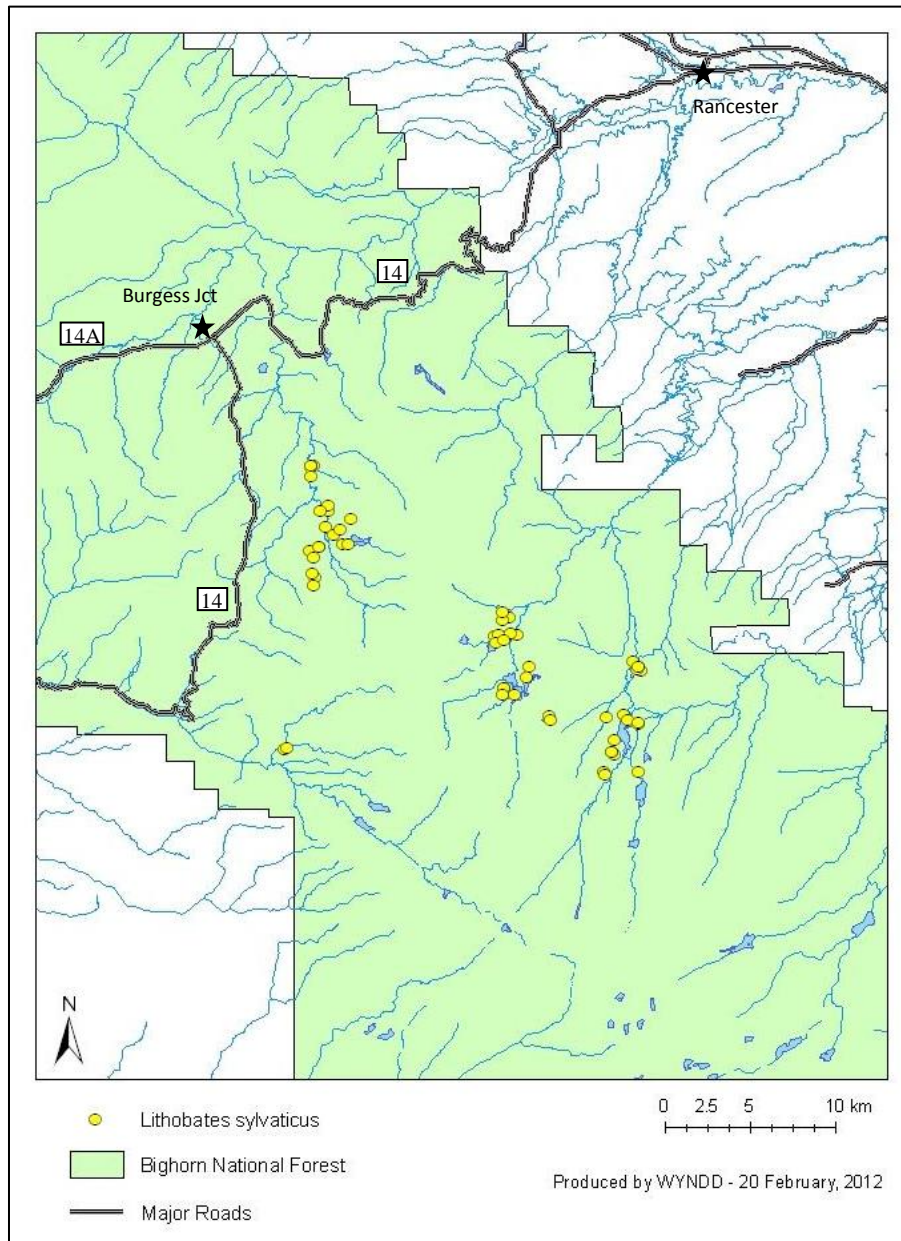 Rancester
14
Burgess Jct
14A
14
N
Lithobates sylvaticus
Bighorn National Forest
Major Roads
0 2.5 5 10 km
Produced by WYNDD - 20 February, 2012